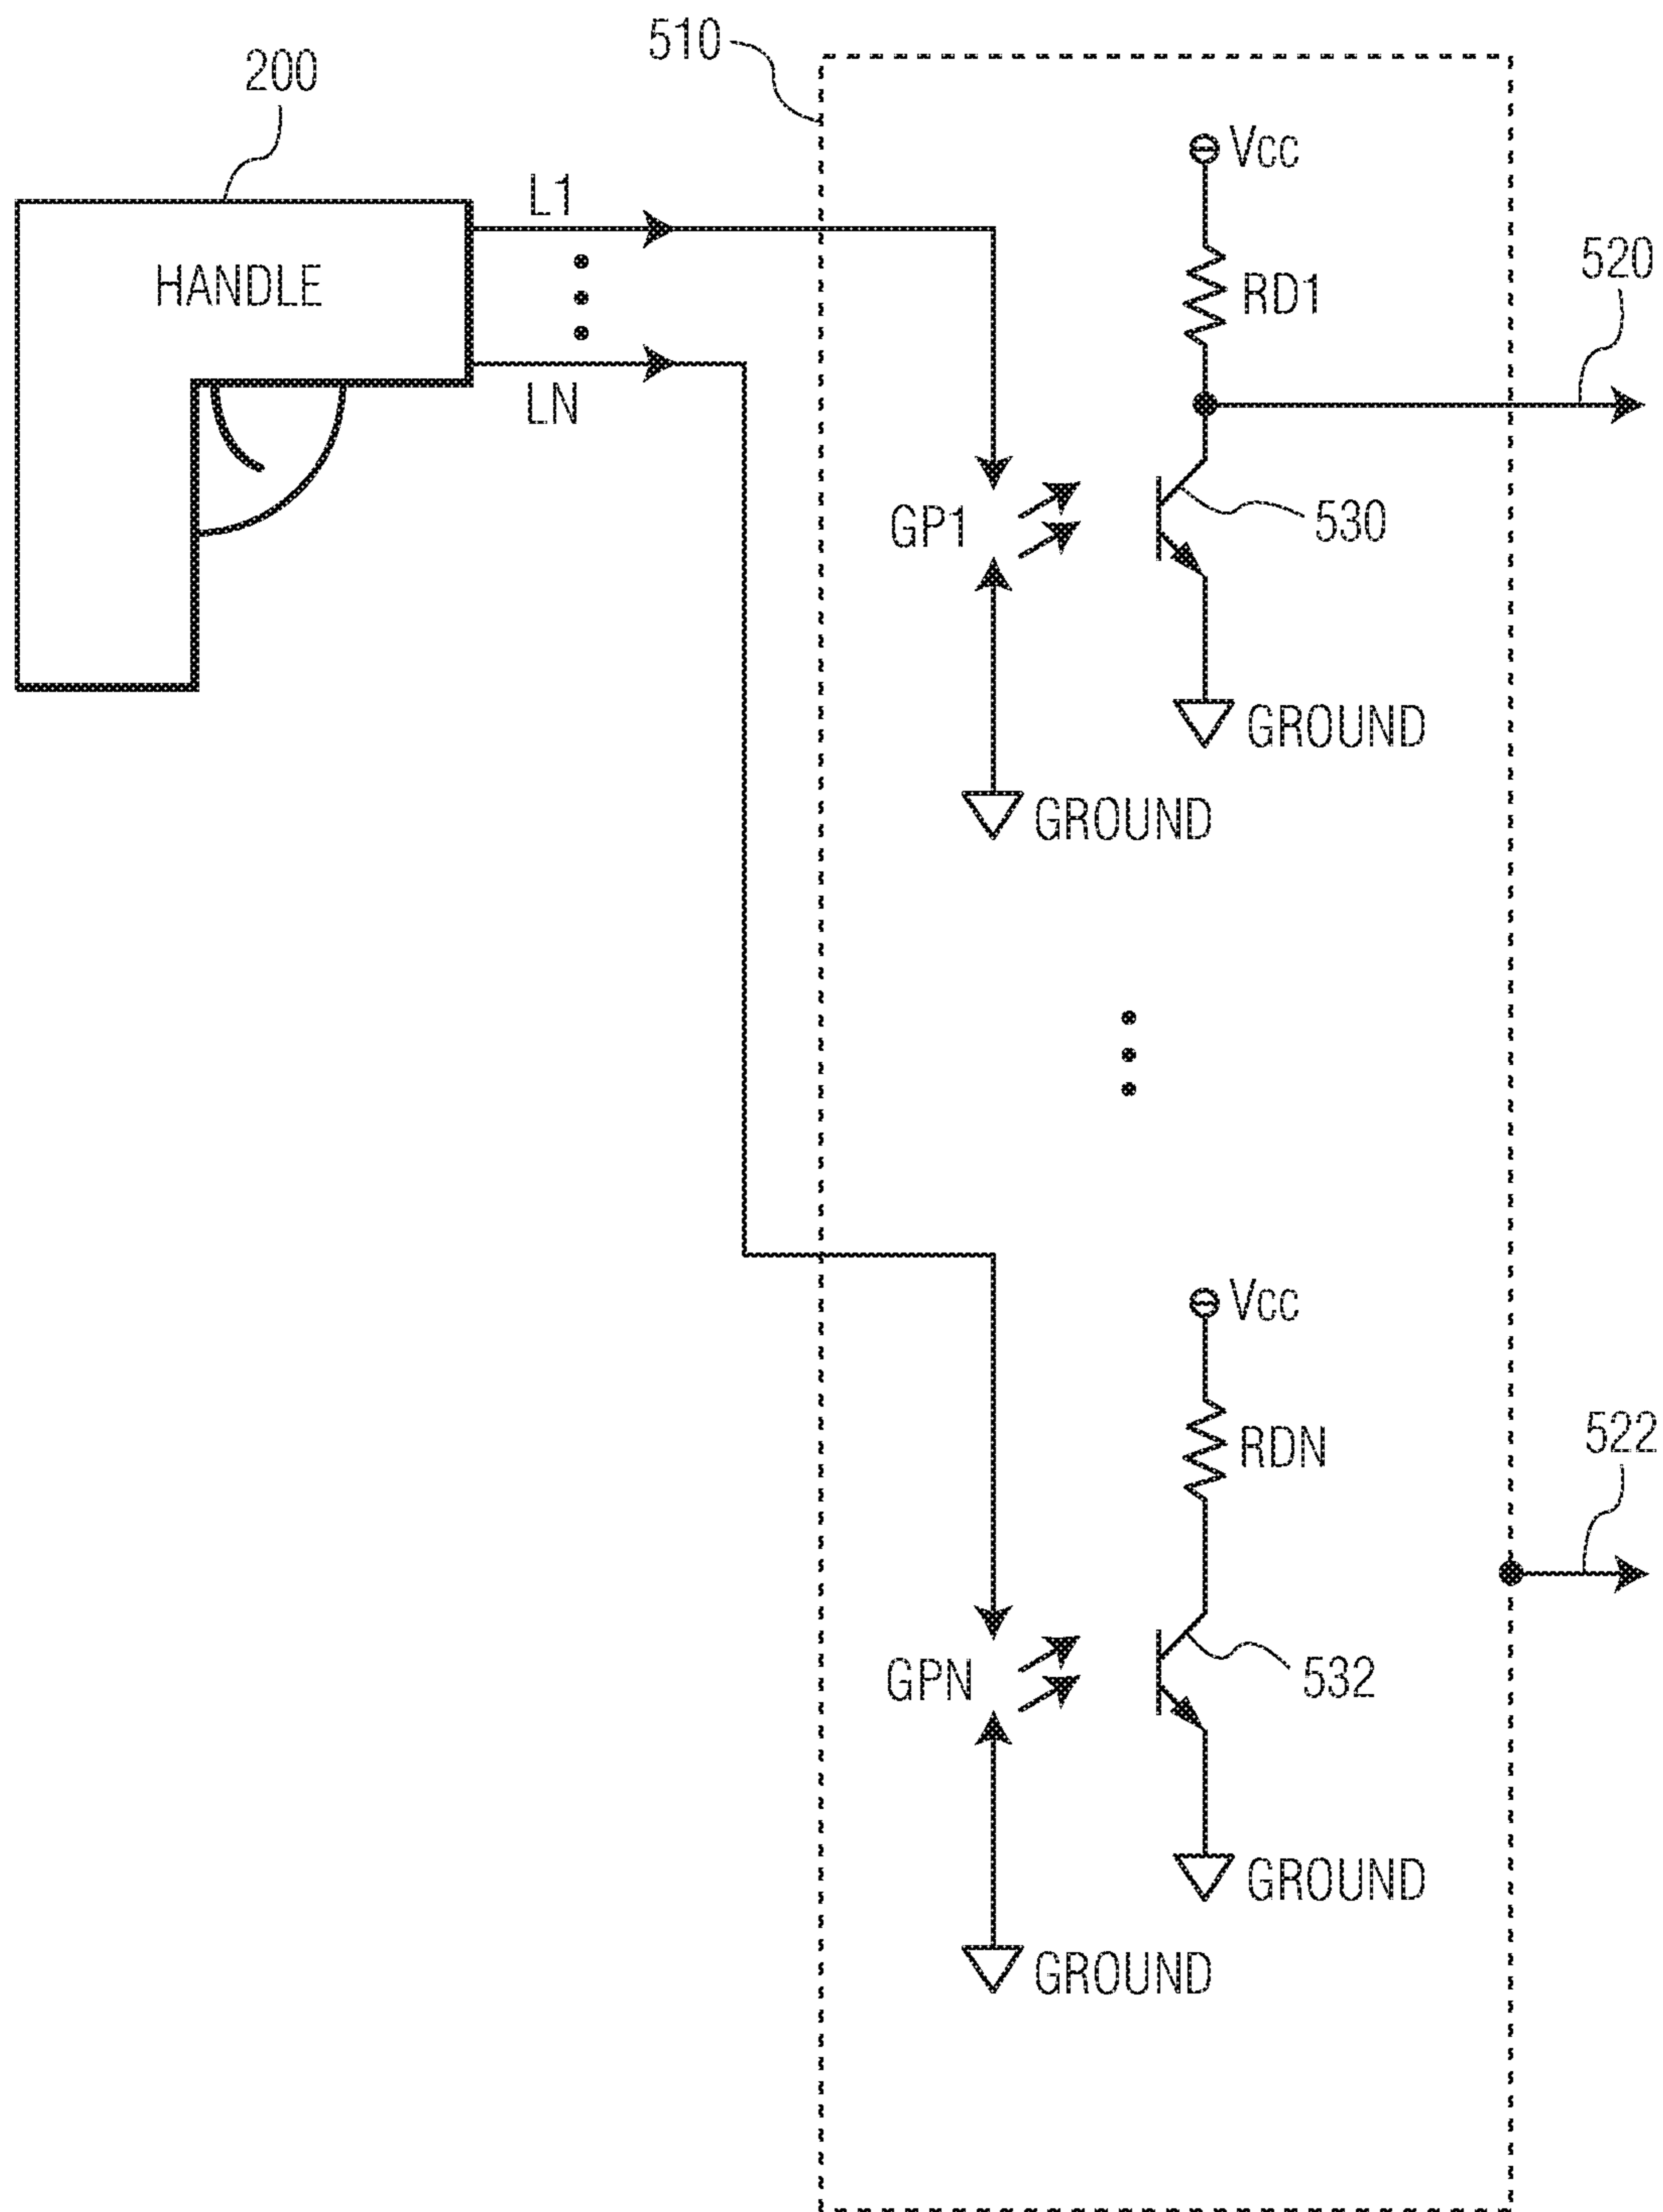 510
200
Vcc
L1
520
HANDLE
RD1
LN
530
GP1
GROUND
GROUND
Vcc
522
RDN
GPN
532
GROUND
GROUND